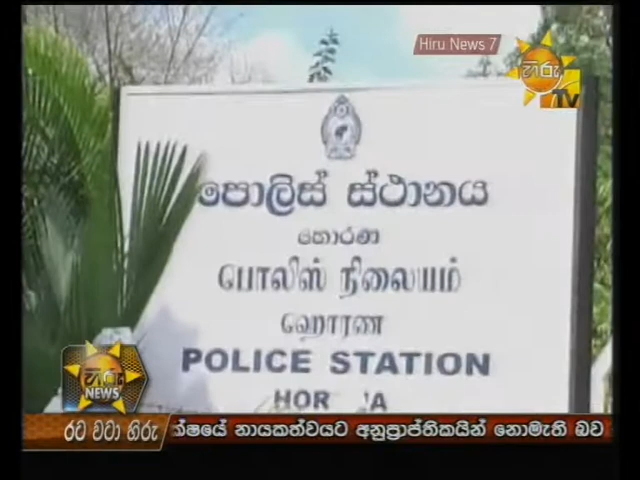 Hiru News 7
හිරු
TV
පොලිස් ස්ථානය
හොරණ
பொலிஸ் நிலையம்
ஹொரண
POLICE STATION
හිරු
NEWS
රට වටා හිරු
ක්ෂයේ නායකත්වයට අනුප්‍රාප්තිකයින් නොමැති බව